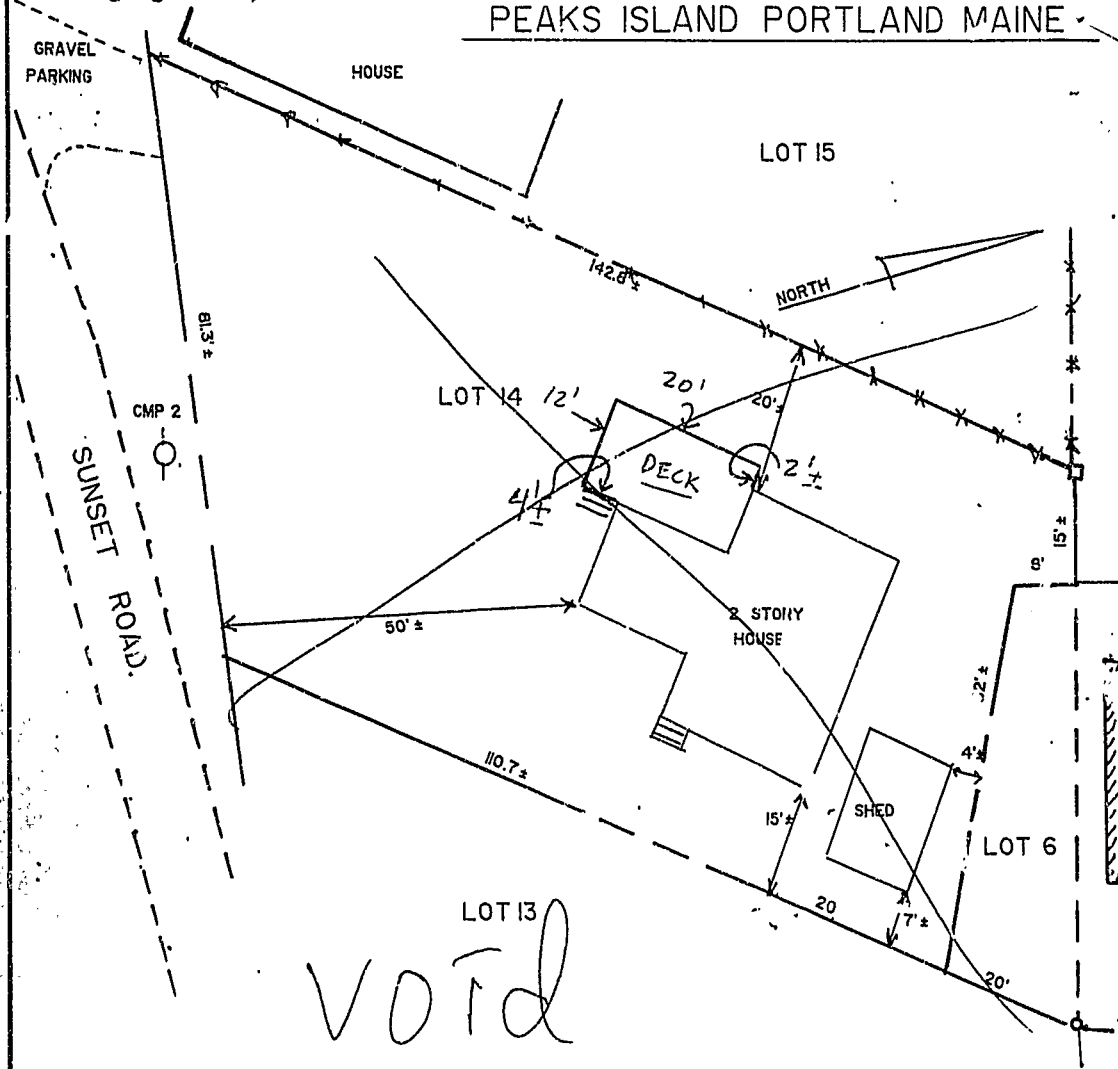 PEAKS ISLAND PORTLAND MAINE
GRAVEL
PARKING
HOUSE
LOT 15
142.8'±
NORTH
81.3'±
CMP 2
SUNSET ROAD.
LOT 14
12'
20'
20'±
DECK
2'±
4'±
15'±
8'
50'±
2 STORY
HOUSE
4'±
110.7±
15'±
SHED
LOT 6
LOT 13
20
7'±
20'
void